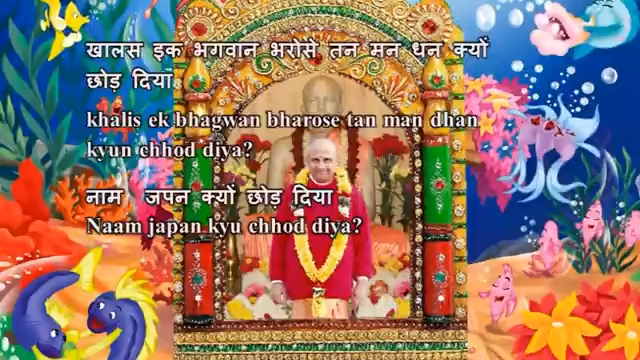 खालस इक भगवान भरोसे तन मन धन क्यों
छोड़ दिया
khalis ek bhagwan bharose tan man dhan
kyun chhod diya?
नाम जपन क्यों छोड़ दिया
Naam japan kyu chhod diya?